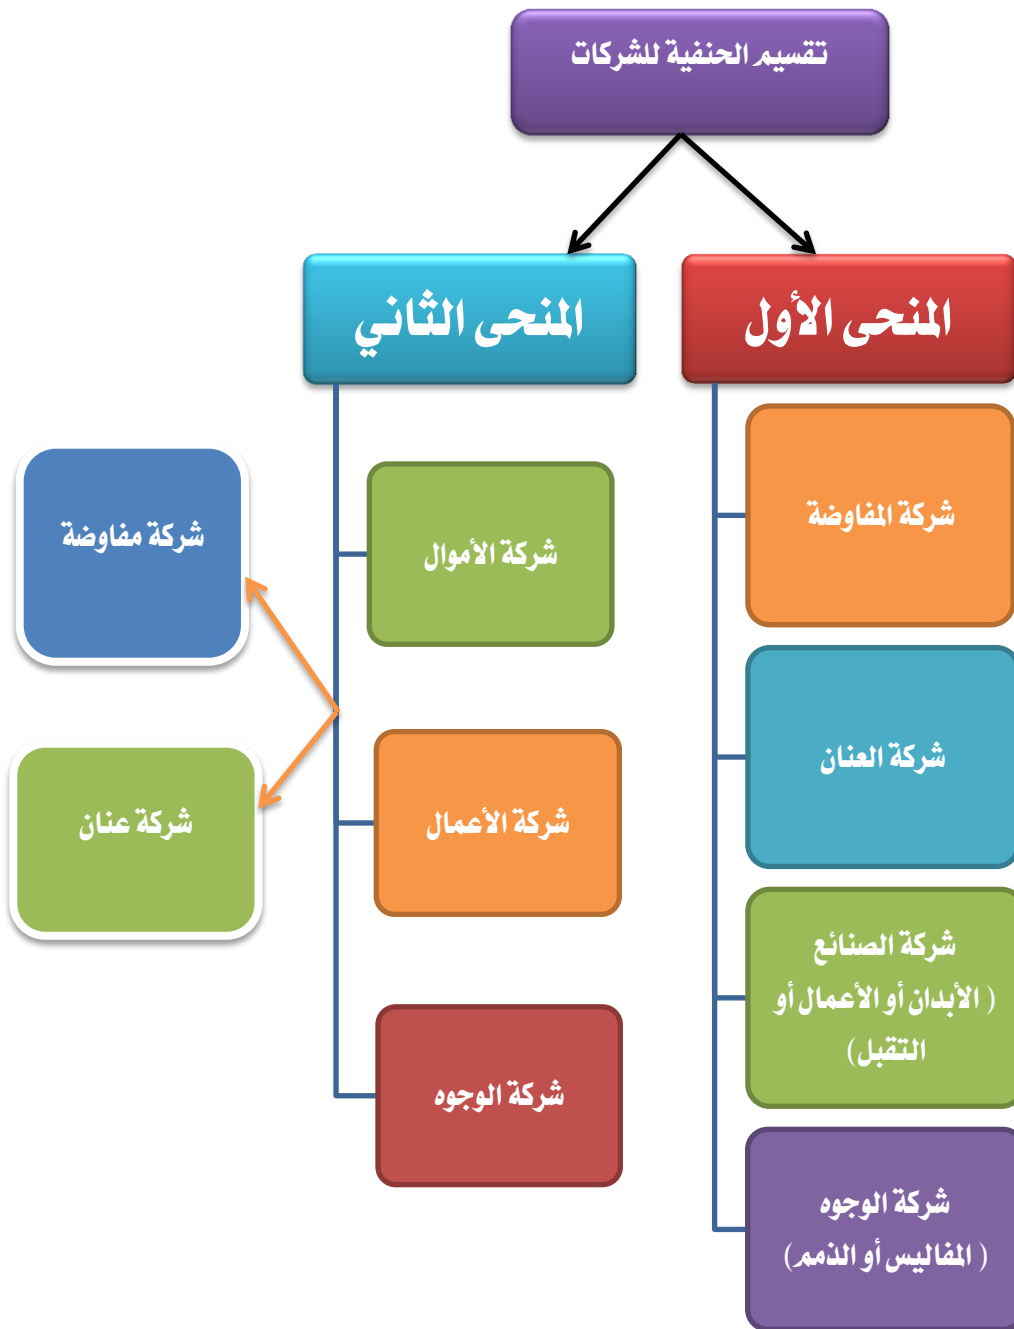 تقسيم الحنفية للشركات
المنحى الأول
المنحى الثاني
شركة المفاوضة
شركة العنان
شركة الصنائع
( الأبدان أو الأعمال أو
التقبل)
شركة الوجوه
( المفاليس أو الذمم)
شركة الأموال
شركة الأعمال
شركة الوجوه
شركة مفاوضة
شركة عنان